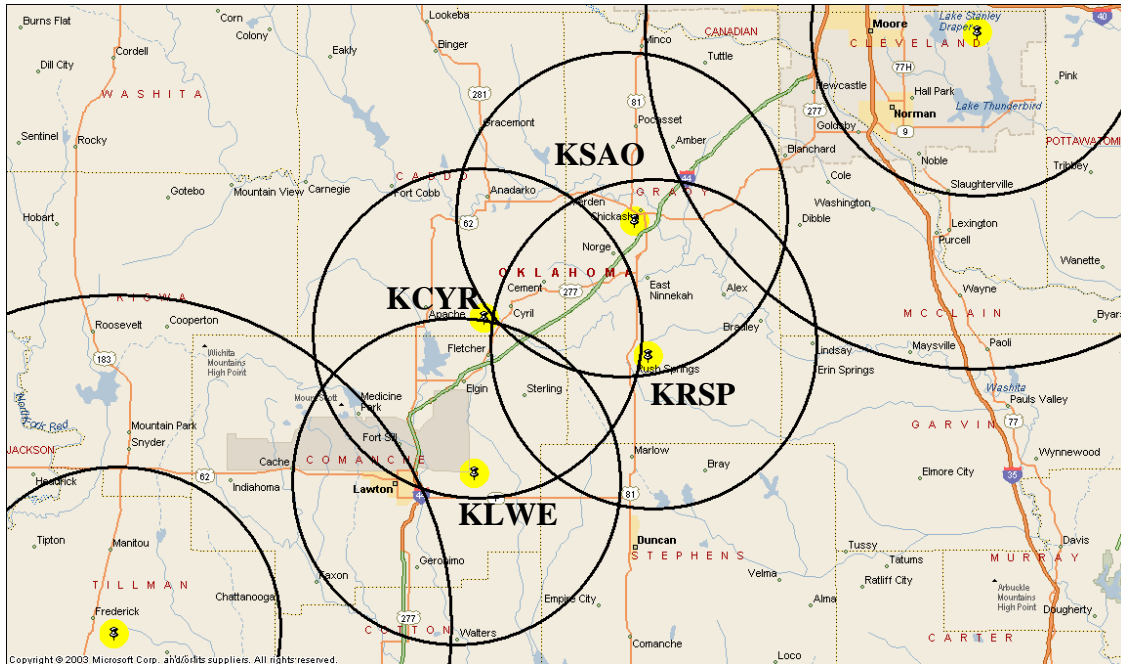 Burns Flat
Corn
Colony
Lookeba
Minco
CANADIAN
Moore
Lake Stanley
Draper
40
Cordell
Eakly
Binger
Tuttle
CLEVELAND
Dill City
77H
Pink
WASHITA
281
81
Newcastle
Hall Park
Gracemont
Pocasset
277
Norman
Lake Thunderbird
Sentinel
Rocky
Amber
Goldsby
9
KSAO
Blanchard
Noble
POTTAWATOMI
Tribbey
44
CADDO
Cole
Gotebo
Mountain View
Carnegie
Fort Cobb
Anadarko
GRADY
Slaughterville
Hobart
62
Verden
Chickasha
Washington
Dibble
Lexington
Purcell
Norge
Wanette
OKLAHOMA
KIOWA
KCYR
Cement
277
East
Ninnekah
Alex
Wayne
Roosevelt
Cooperton
Apache
Cyril
Bradley
MCCLAIN
Byars
183
Wichita
Mountains
High Point
Fletcher
Rush Springs
Lindsay
Maysville
Paoli
Erin Springs
KRSP
Elgin
Sterling
Washita
Mount Scott
Medicine
Park
Pauls Valley
North Fork Red
77
Mountain Park
Snyder
Fort Sill
GARVIN
JACKSON
Cache
COMANCHE
Marlow
Bray
Wynnewood
Headrick
62
Indiahoma
Lawton
44
81
Elmore City
35
KLWE
Tipton
Manitou
Duncan
STEPHENS
Tussy
Tatums
MURRAY
Davis
Geronimo
TILLMAN
Faxon
Chattanooga
Velma
Ratliff City
Arbuckle
Mountains
High Point
Frederick
277
Empire City
Alma
Dougherty
COTTON
Walters
Comanche
CARTER
Loco
Copyright © 2003 Microsoft Corp. and/or its suppliers. All rights reserved.